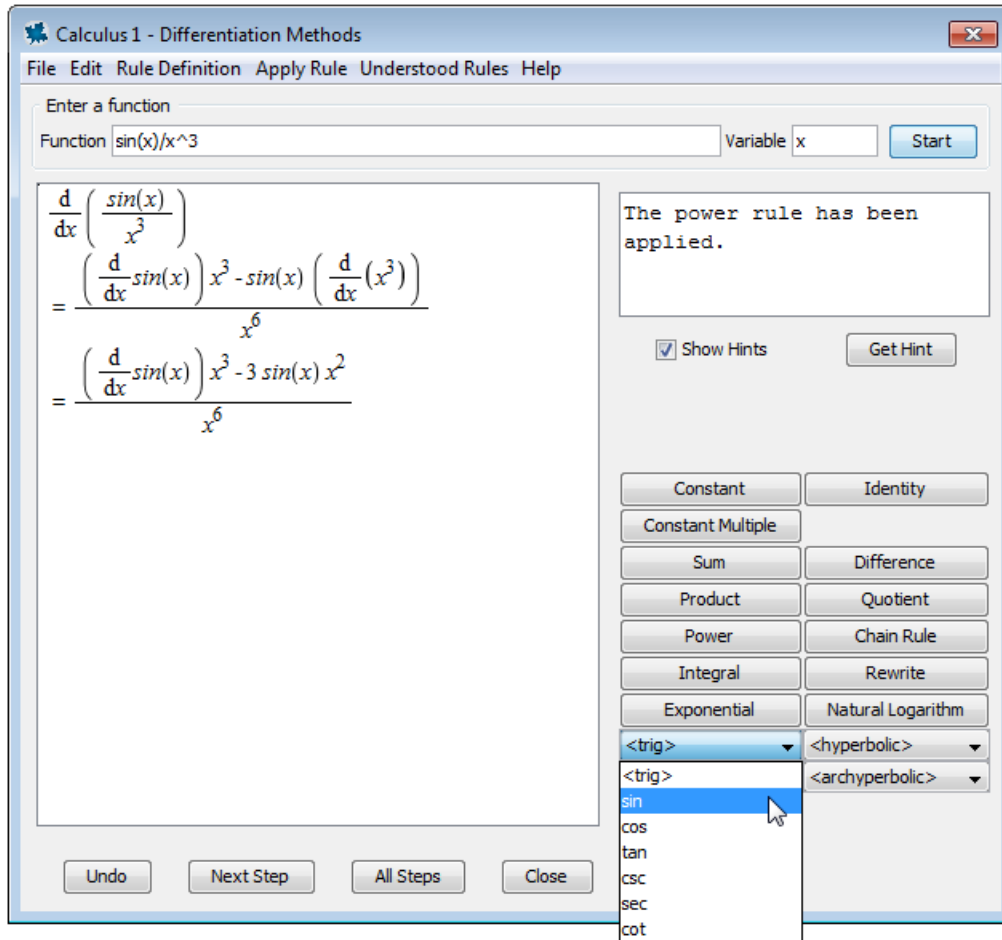 Calculus 1 - Differentiation Methods
File Edit Rule Definition Apply Rule Understood Rules Help
Enter a function
Function sin(x)/x^3 Variable x Start
d/dx ( sin(x)/x^3 )
= ( ( d/dx sin(x) ) x^3 - sin(x) ( d/dx (x^3) ) ) / x^6
= ( ( d/dx sin(x) ) x^3 - 3 sin(x) x^2 ) / x^6
The power rule has been
applied.
Show Hints Get Hint
Constant Identity
Constant Multiple
Sum Difference
Product Quotient
Power Chain Rule
Integral Rewrite
Exponential Natural Logarithm
<trig> <hyperbolic>
<trig> <archyperbolic>
sin
cos
tan
csc
sec
cot
Undo Next Step All Steps Close